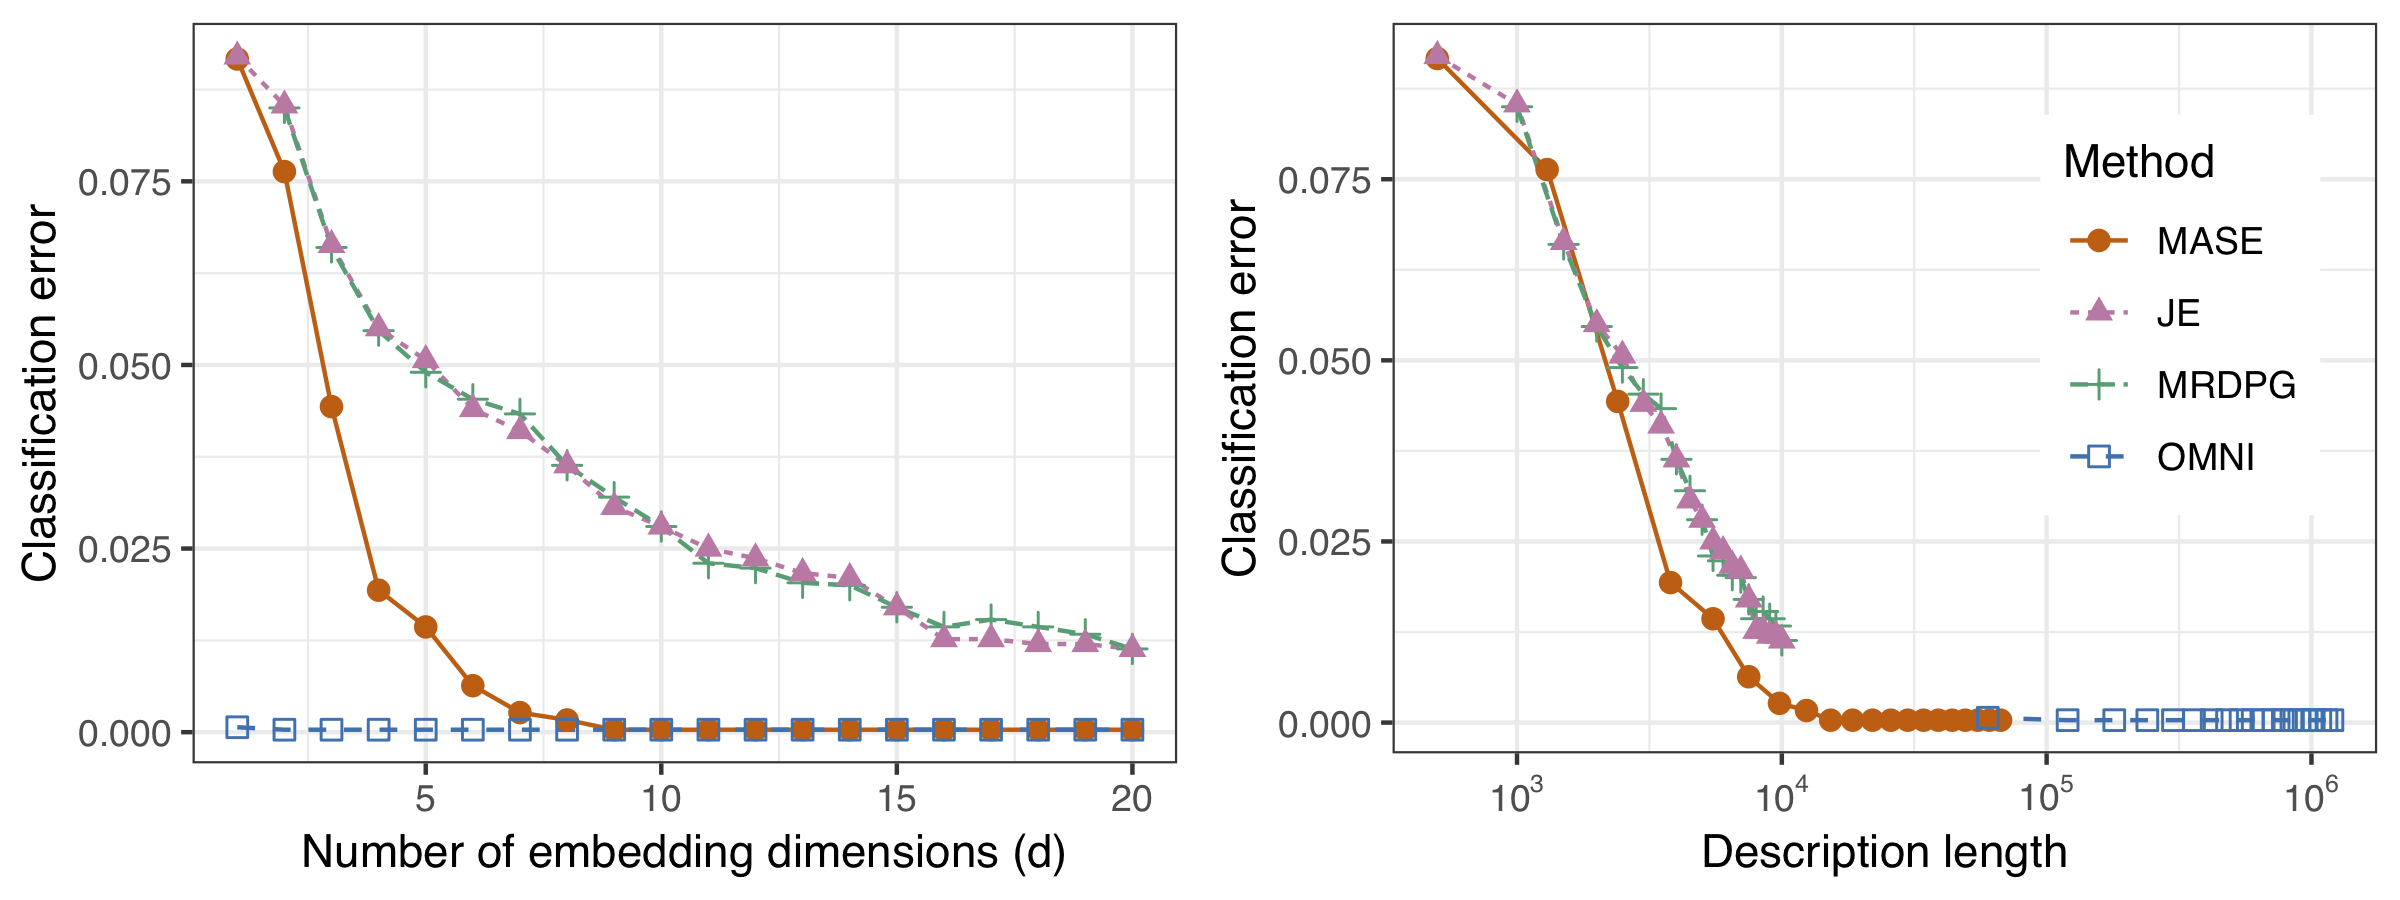 Classification error
0.075
0.050
0.025
0.000
5 10 15 20
Number of embedding dimensions (d)
Classification error
0.075
0.050
0.025
0.000
10³ 10⁴ 10⁵ 10⁶
Description length
Method
MASE
JE
MRDPG
OMNI